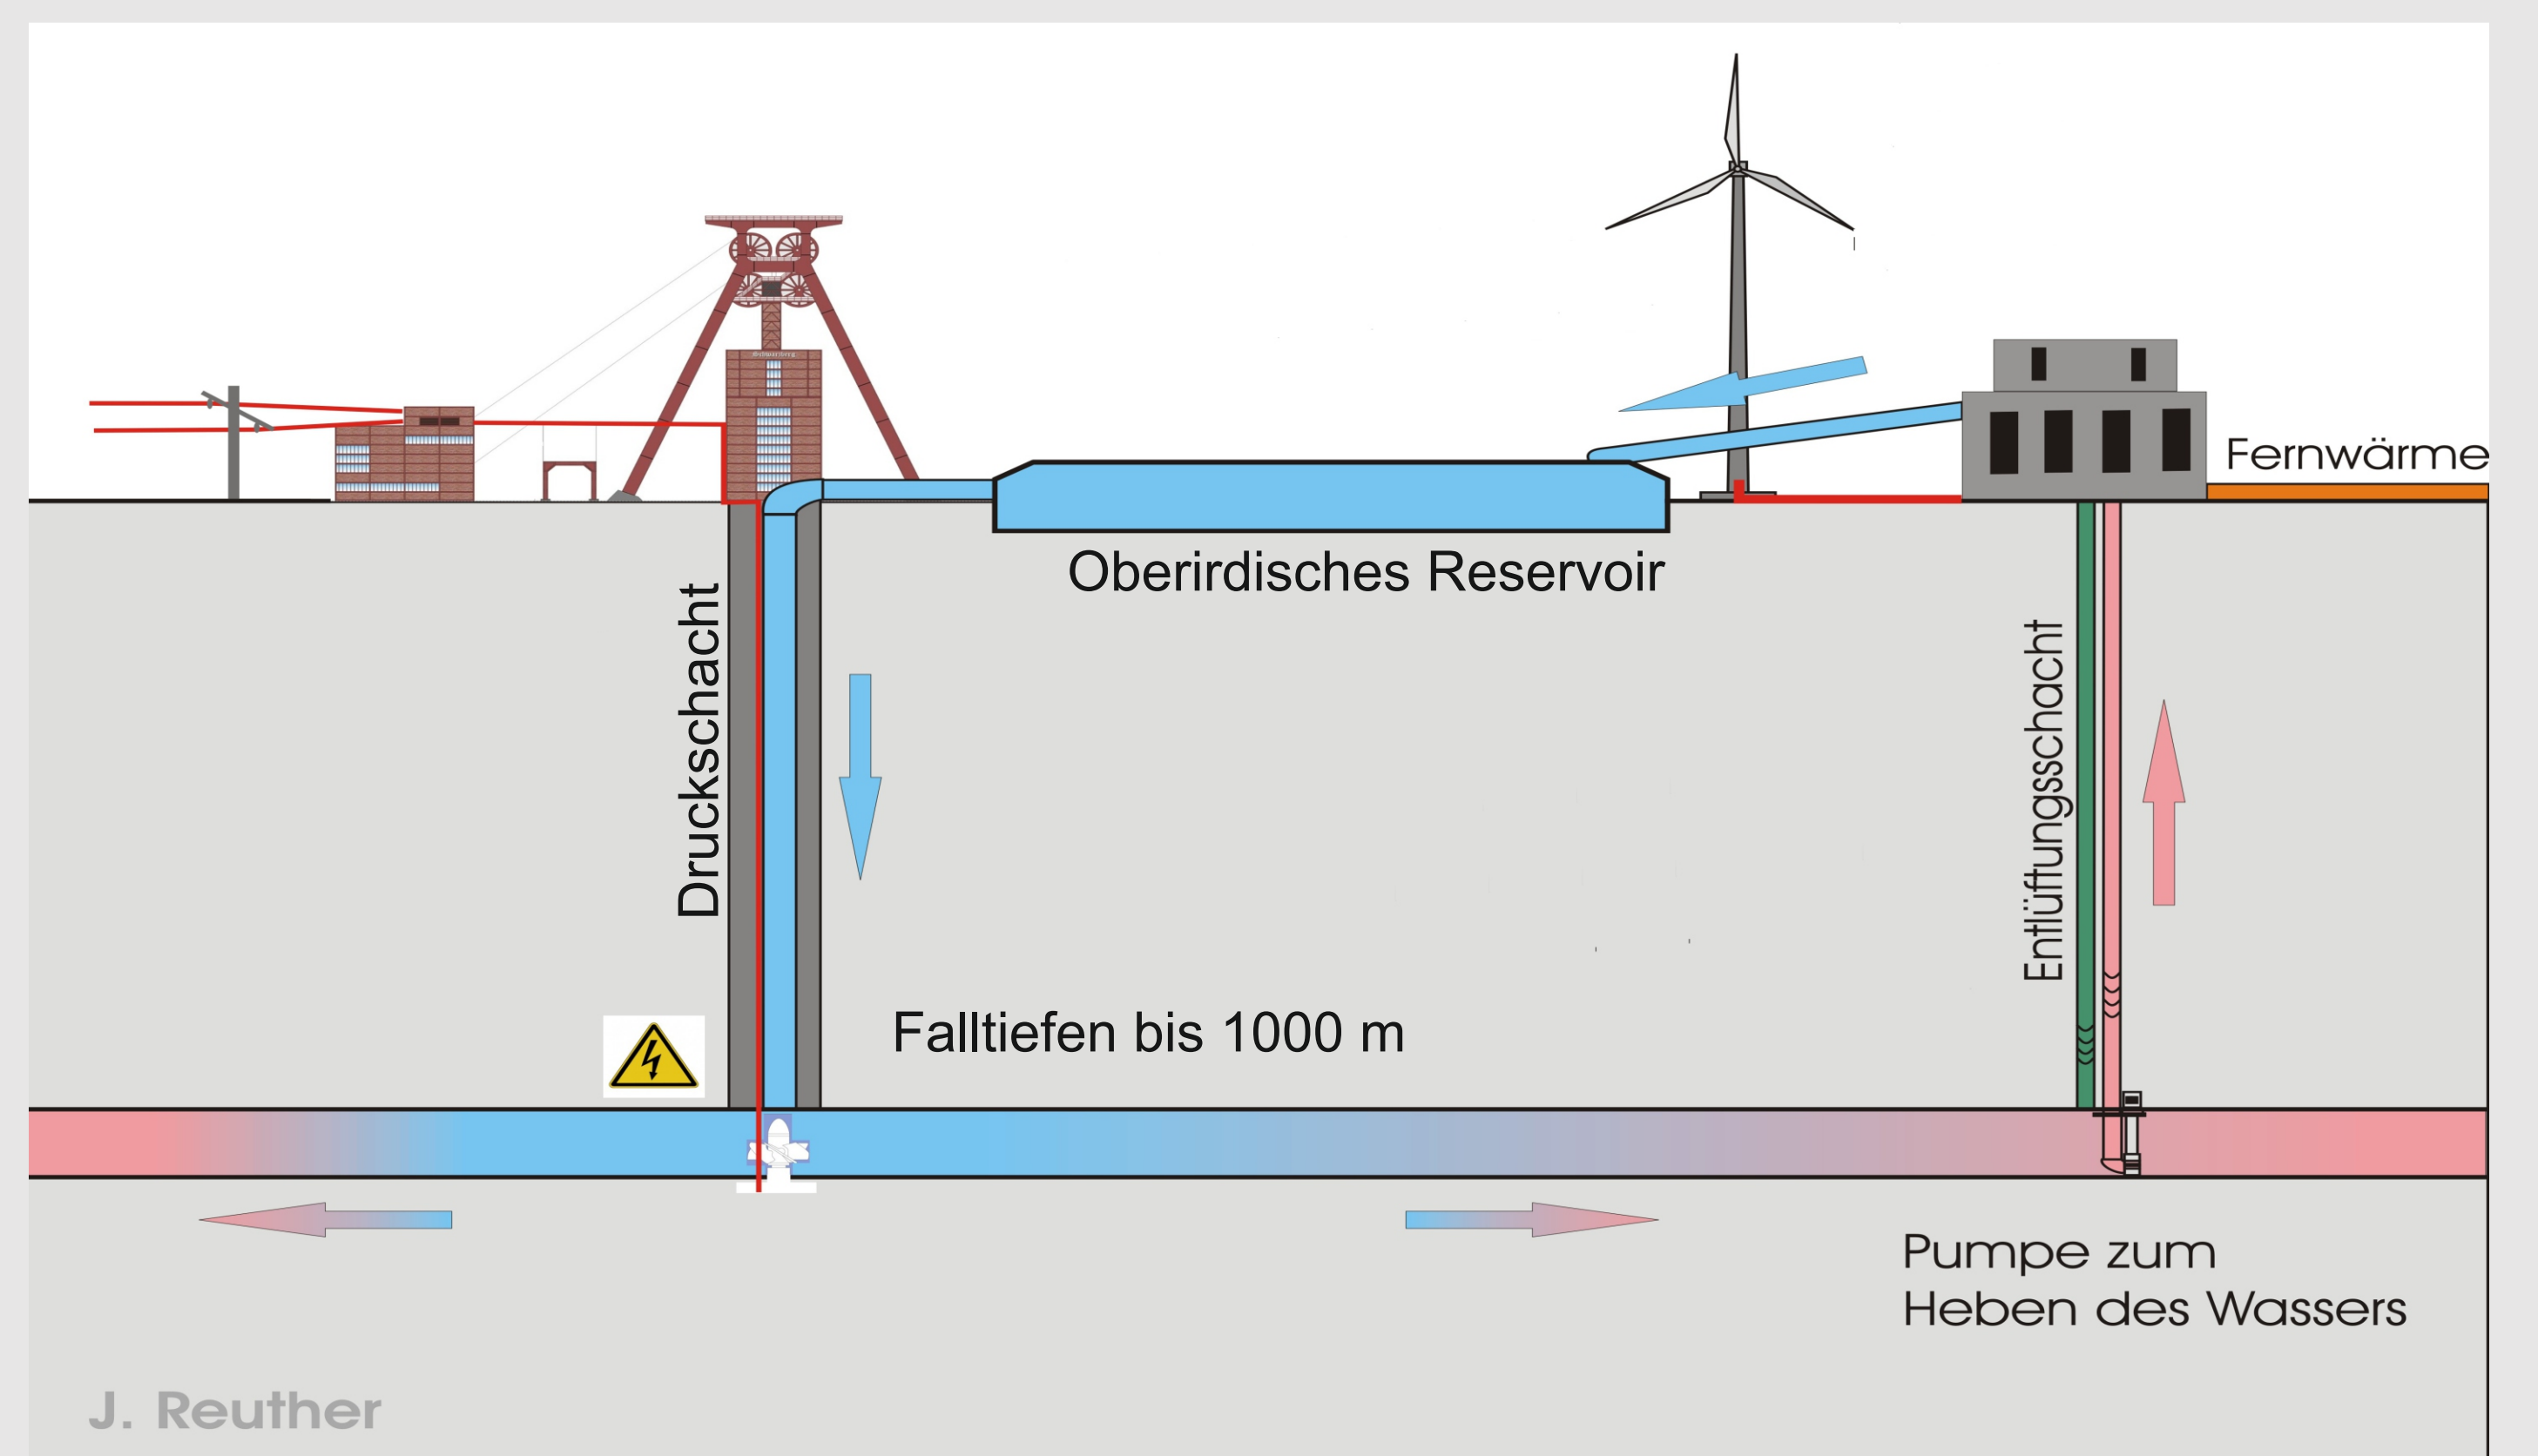 Fernwärme
Oberirdisches Reservoir
Druckschacht
Entlüftungsschacht
Falltiefen bis 1000 m
Pumpe zum
Heben des Wassers
J. Reuther